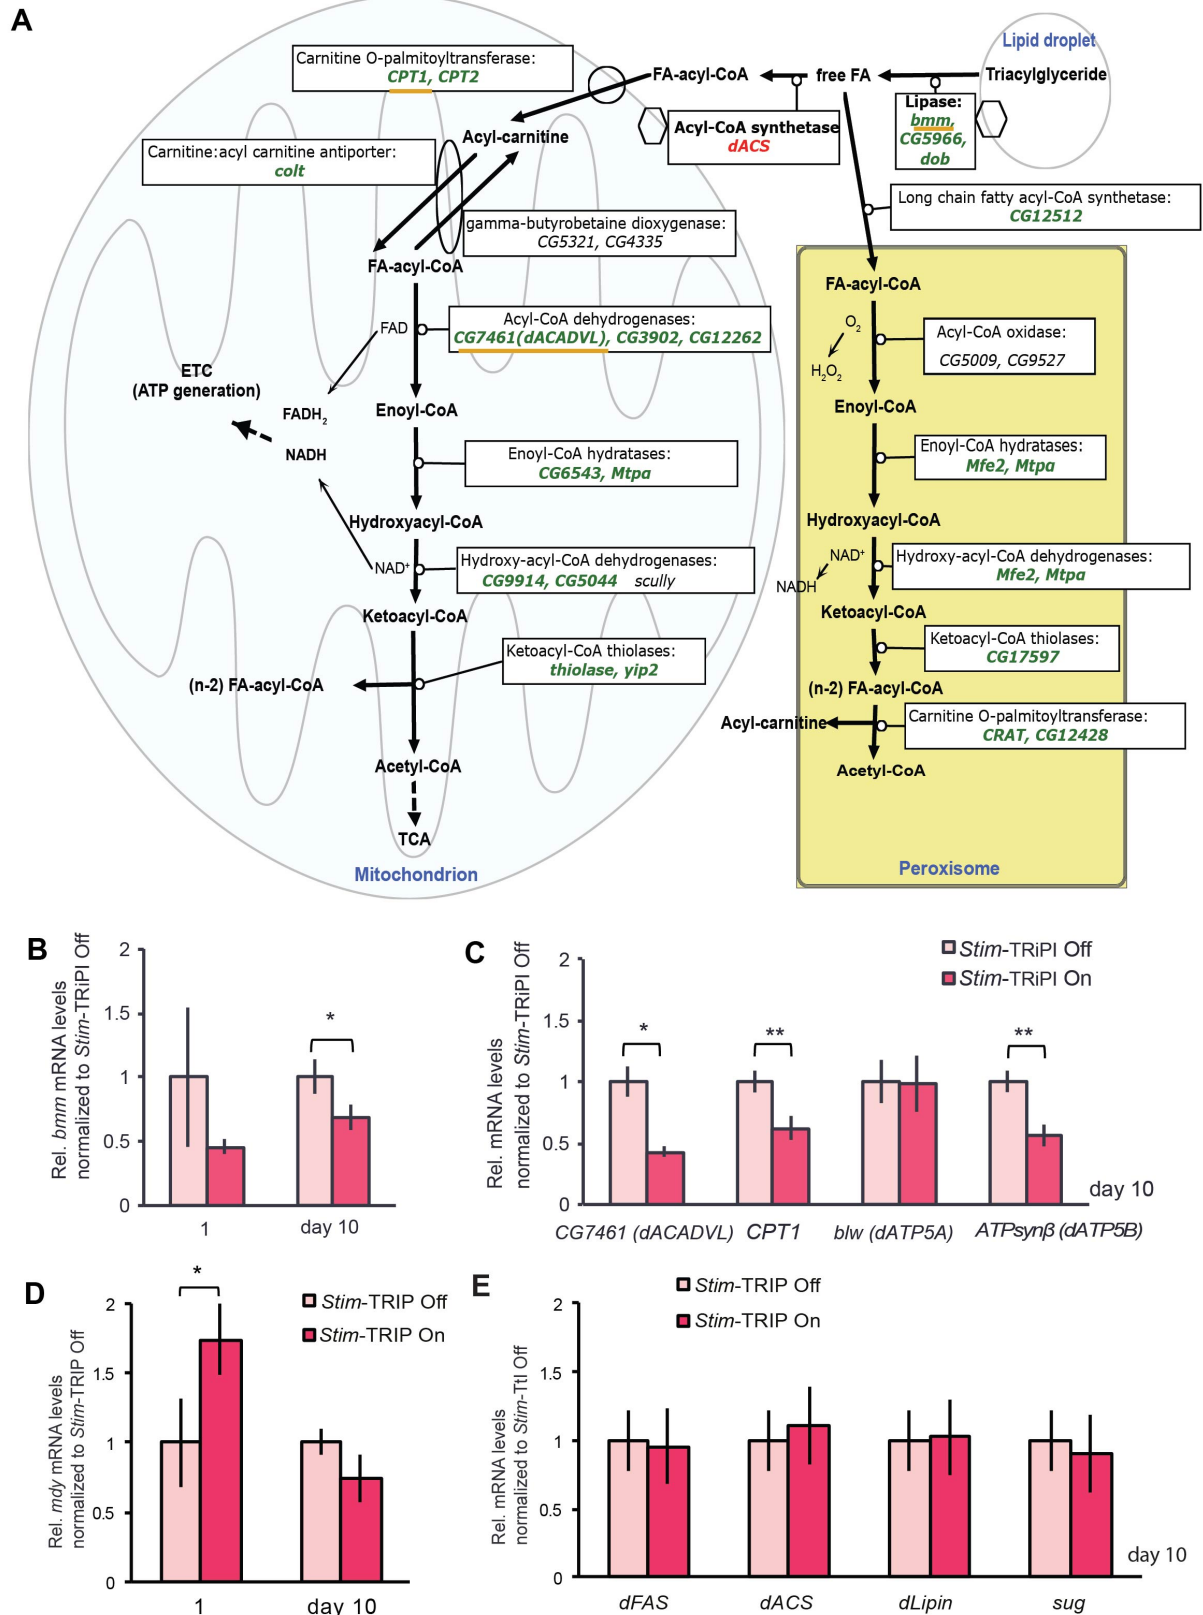 A
Lipid droplet
Carnitine O-palmitoyltransferase:
CPT1, CPT2
FA-acyl-CoA
free FA
Triacylglyceride
Lipase:
bmm,
CG5966,
dob
Acyl-CoA synthetase
dACS
Acyl-carnitine
Carnitine:acyl carnitine antiporter:
colt
Long chain fatty acyl-CoA synthetase:
CG12512
gamma-butyrobetaine dioxygenase:
CG5321, CG4335
FA-acyl-CoA
FA-acyl-CoA
Acyl-CoA dehydrogenases:
CG7461(dACADVL), CG3902, CG12262
FAD
O2
H2O2
Acyl-CoA oxidase:
CG5009, CG9527
ETC
(ATP generation)
FADH2
NADH
Enoyl-CoA
Enoyl-CoA
Enoyl-CoA hydratases:
CG6543, Mtpa
Enoyl-CoA hydratases:
Mfe2, Mtpa
Hydroxyacyl-CoA
Hydroxyacyl-CoA
NAD+
Hydroxy-acyl-CoA dehydrogenases:
CG9914, CG5044 scully
NAD+
NADH
Hydroxy-acyl-CoA dehydrogenases:
Mfe2, Mtpa
Ketoacyl-CoA
Ketoacyl-CoA
Ketoacyl-CoA thiolases:
thiolase, yip2
Ketoacyl-CoA thiolases:
CG17597
(n-2) FA-acyl-CoA
(n-2) FA-acyl-CoA
Acyl-carnitine
Carnitine O-palmitoyltransferase:
CRAT, CG12428
Acetyl-CoA
Acetyl-CoA
TCA
Mitochondrion
Peroxisome
B
Rel. bmm mRNA levels
normalized to Stim-TRiPI Off
2
1.5
1
0.5
0
*
1
day 10
C
Rel. mRNA levels
normalized to Stim-TRiPI Off
Stim-TRiPI Off
Stim-TRiPI On
2
1.5
1
0.5
0
*
**
**
day 10
CG7461 (dACADVL)
CPT1
blw (dATP5A)
ATPsynβ (dATP5B)
D
Rel. mdy mRNA levels
normalized to Stim-TRIP Off
Stim-TRIP Off
Stim-TRIP On
2
1.5
1
0.5
0
*
1
day 10
E
Rel. mRNA levels
normalized to Stim-TtI Off
Stim-TRIP Off
Stim-TRIP On
2
1.5
1
0.5
0
day 10
dFAS
dACS
dLipin
sug